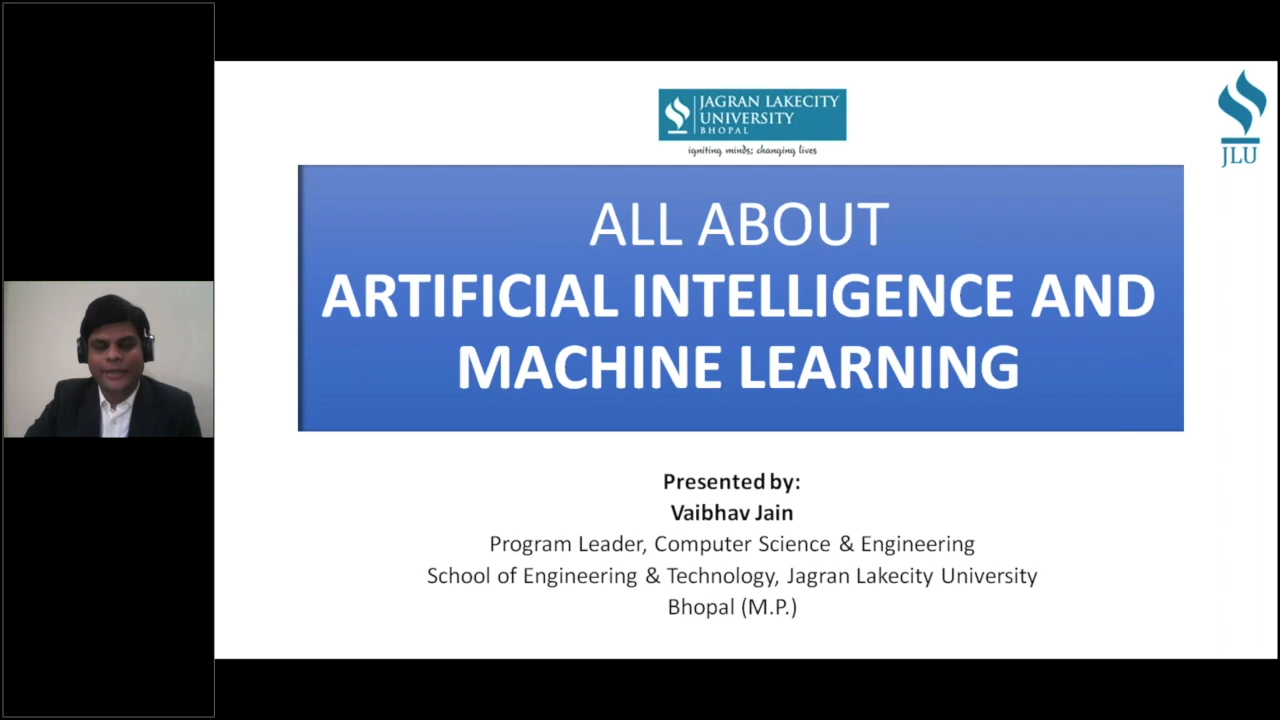 JAGRAN LAKECITY
UNIVERSITY
BHOPAL
igniting minds; changing lives
JLU
ALL ABOUT
ARTIFICIAL INTELLIGENCE AND
MACHINE LEARNING
Presented by:
Vaibhav Jain
Program Leader, Computer Science & Engineering
School of Engineering & Technology, Jagran Lakecity University
Bhopal (M.P.)